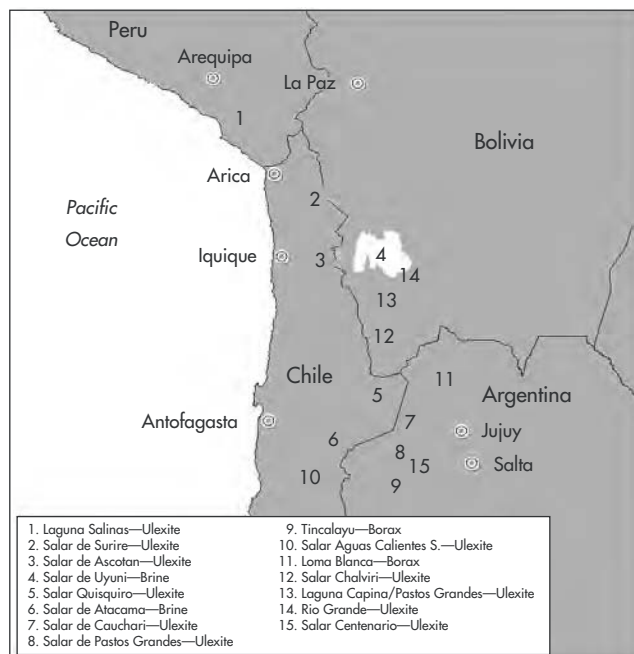 Peru
Arequipa
La Paz
1
Bolivia
Arica
2
Pacific
Ocean
Iquique
3
4
14
13
12
Chile
5
11
Argentina
Antofagasta
7
Jujuy
6
8
15
Salta
10
9
1. Laguna Salinas—Ulexite
2. Salar de Surire—Ulexite
3. Salar de Ascotan—Ulexite
4. Salar de Uyuni—Brine
5. Salar Quisquiro—Ulexite
6. Salar de Atacama—Brine
7. Salar de Cauchari—Ulexite
8. Salar de Pastos Grandes—Ulexite
9. Tincalayu—Borax
10. Salar Aguas Calientes S.—Ulexite
11. Loma Blanca—Borax
12. Salar Chalviri—Ulexite
13. Laguna Capina/Pastos Grandes—Ulexite
14. Rio Grande—Ulexite
15. Salar Centenario—Ulexite